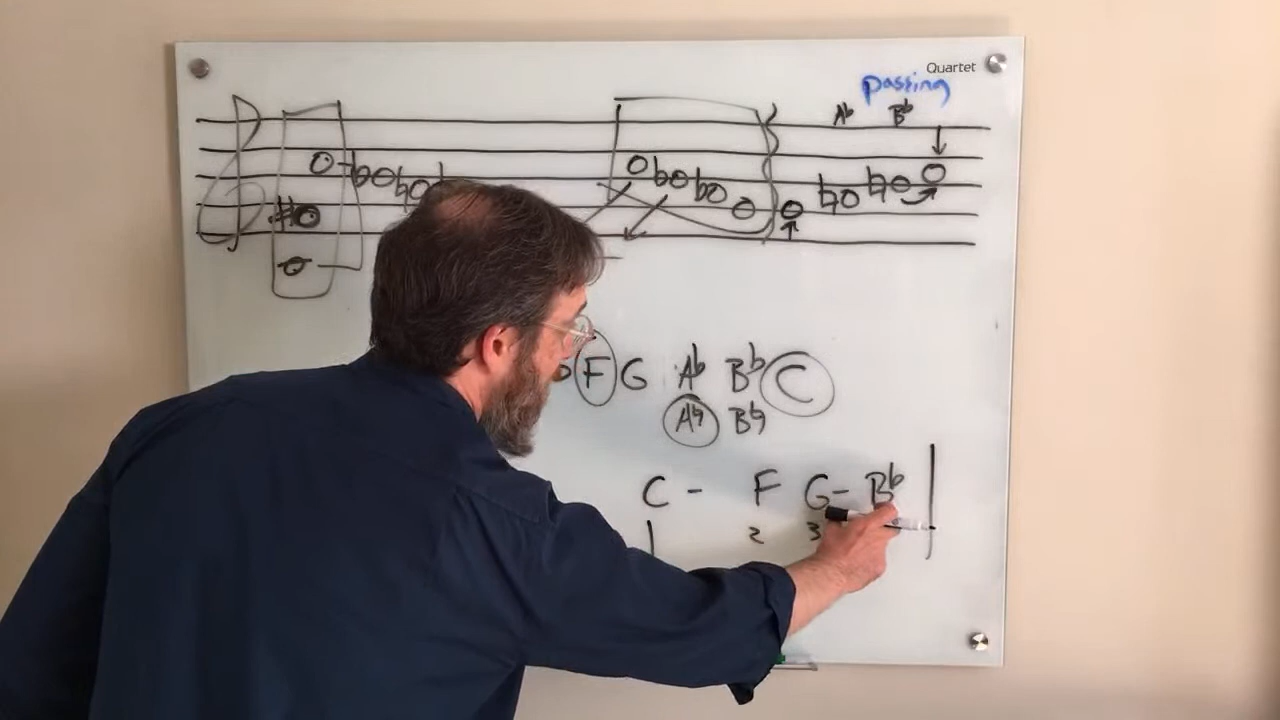 Quartet
passing
A♭ B♭
F G A♭ B♭ C
A♮ B♮
C - F G - B♭
1 2 3